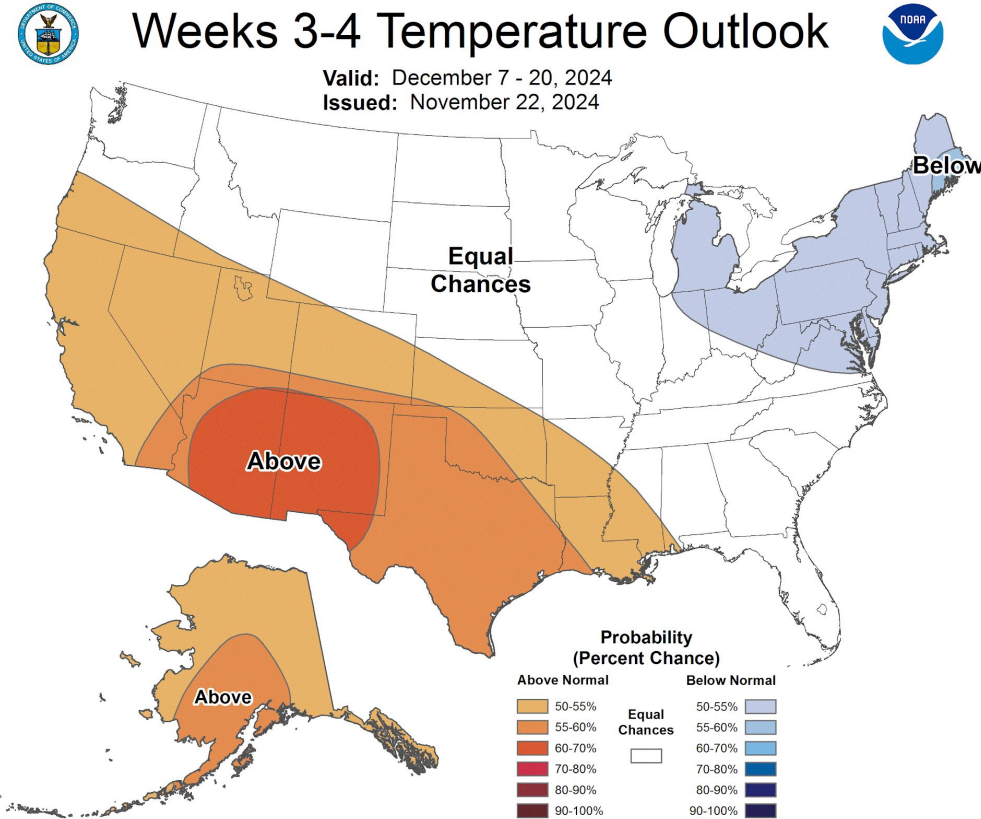 Weeks 3-4 Temperature Outlook
NOAA
Valid: December 7 - 20, 2024
Issued: November 22, 2024
Below
Equal
Chances
Above
Above
Probability
(Percent Chance)
Above Normal
50-55%
55-60%
60-70%
70-80%
80-90%
90-100%
Equal
Chances
Below Normal
50-55%
55-60%
60-70%
70-80%
80-90%
90-100%